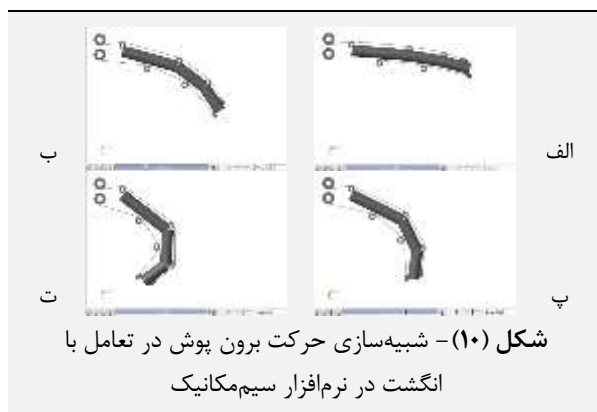 الف
ب
پ
ت
شکل (۱۰)- شبیه‌سازی حرکت برون پوش در تعامل با
انگشت در نرم‌افزار سیم‌مکانیک